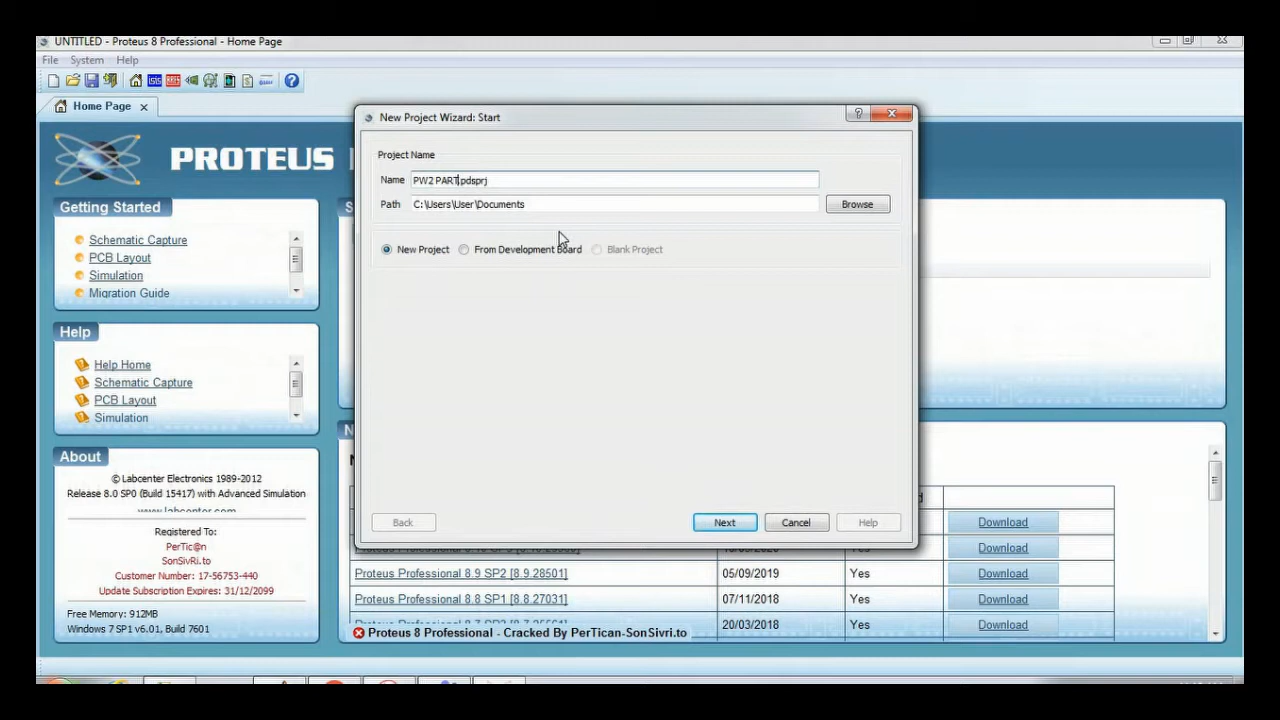 UNTITLED - Proteus 8 Professional - Home Page
File System Help
Home Page
PROTEUS
New Project Wizard: Start
Project Name
Name PW2 PART.pdsprj
Path C:\Users\User\Documents Browse
New Project From Development Board Blank Project
Back Next Cancel Help
Getting Started
Schematic Capture
PCB Layout
Simulation
Migration Guide
Help
Help Home
Schematic Capture
PCB Layout
Simulation
About
© Labcenter Electronics 1989-2012
Release 8.0 SP0 (Build 15417) with Advanced Simulation
www.labcenter.com
Registered To:
PerTic@n
SonSivRi.to
Customer Number: 17-56753-440
Update Subscription Expires: 31/12/2099
Free Memory: 912MB
Windows 7 SP1 v6.01, Build 7601
Download
Yes Download
Proteus Professional 8.9 SP2 [8.9.28501] 05/09/2019 Yes Download
Proteus Professional 8.8 SP1 [8.8.27031] 07/11/2018 Yes Download
20/03/2018 Yes Download
Proteus 8 Professional - Cracked By PerTican-SonSivri.to